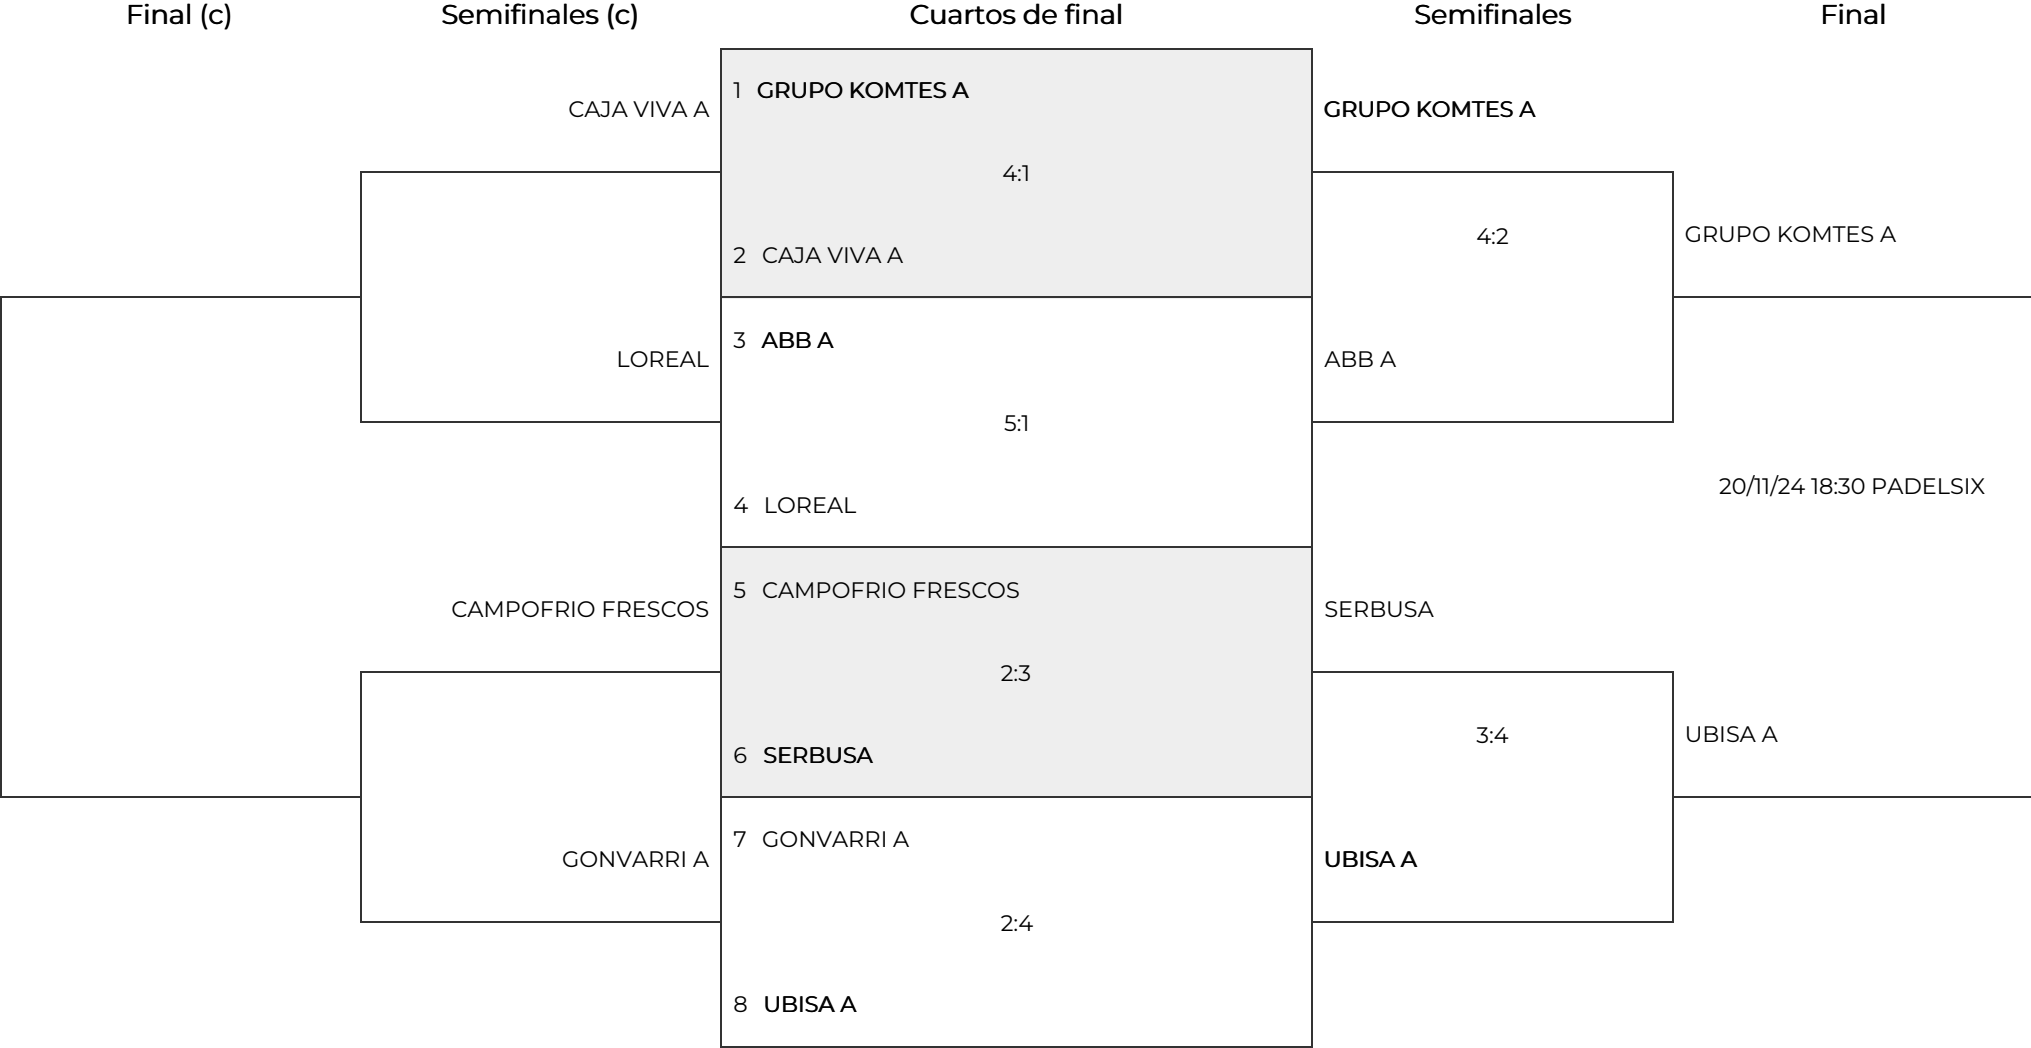 Final (c)
Semifinales (c)
Cuartos de final
Semifinales
Final
CAJA VIVA A
LOREAL
CAMPOFRIO FRESCOS
GONVARRI A
1 GRUPO KOMTES A
4:1
2 CAJA VIVA A
3 ABB A
5:1
4 LOREAL
5 CAMPOFRIO FRESCOS
2:3
6 SERBUSA
7 GONVARRI A
2:4
8 UBISA A
GRUPO KOMTES A
4:2
ABB A
SERBUSA
3:4
UBISA A
GRUPO KOMTES A
20/11/24 18:30 PADELSIX
UBISA A